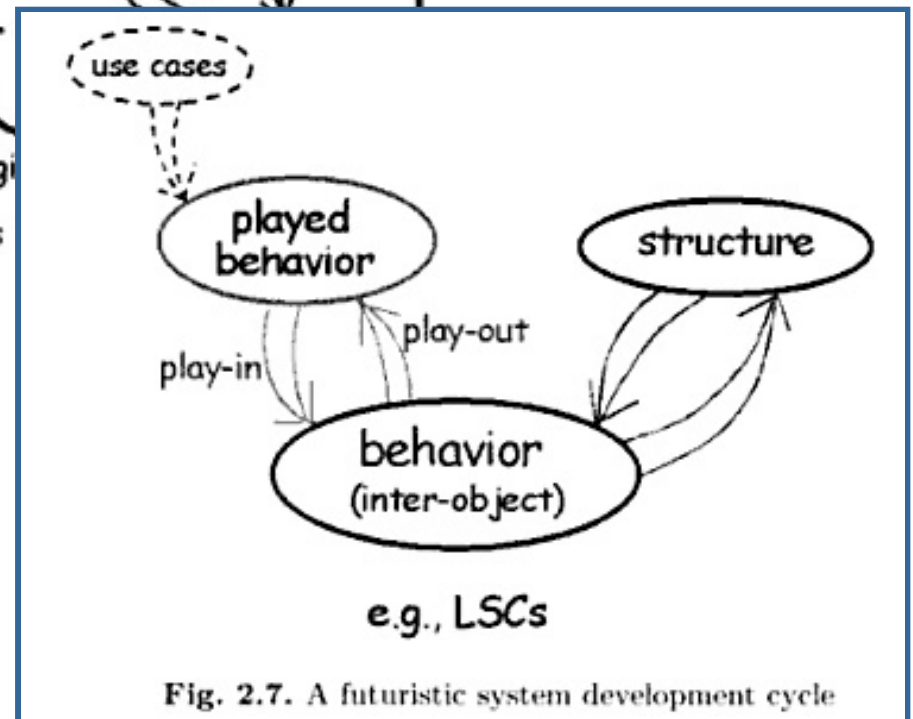 use cases
played
behavior
structure
play-out
play-in
behavior
(inter-object)
e.g., LSCs
Fig. 2.7. A futuristic system development cycle